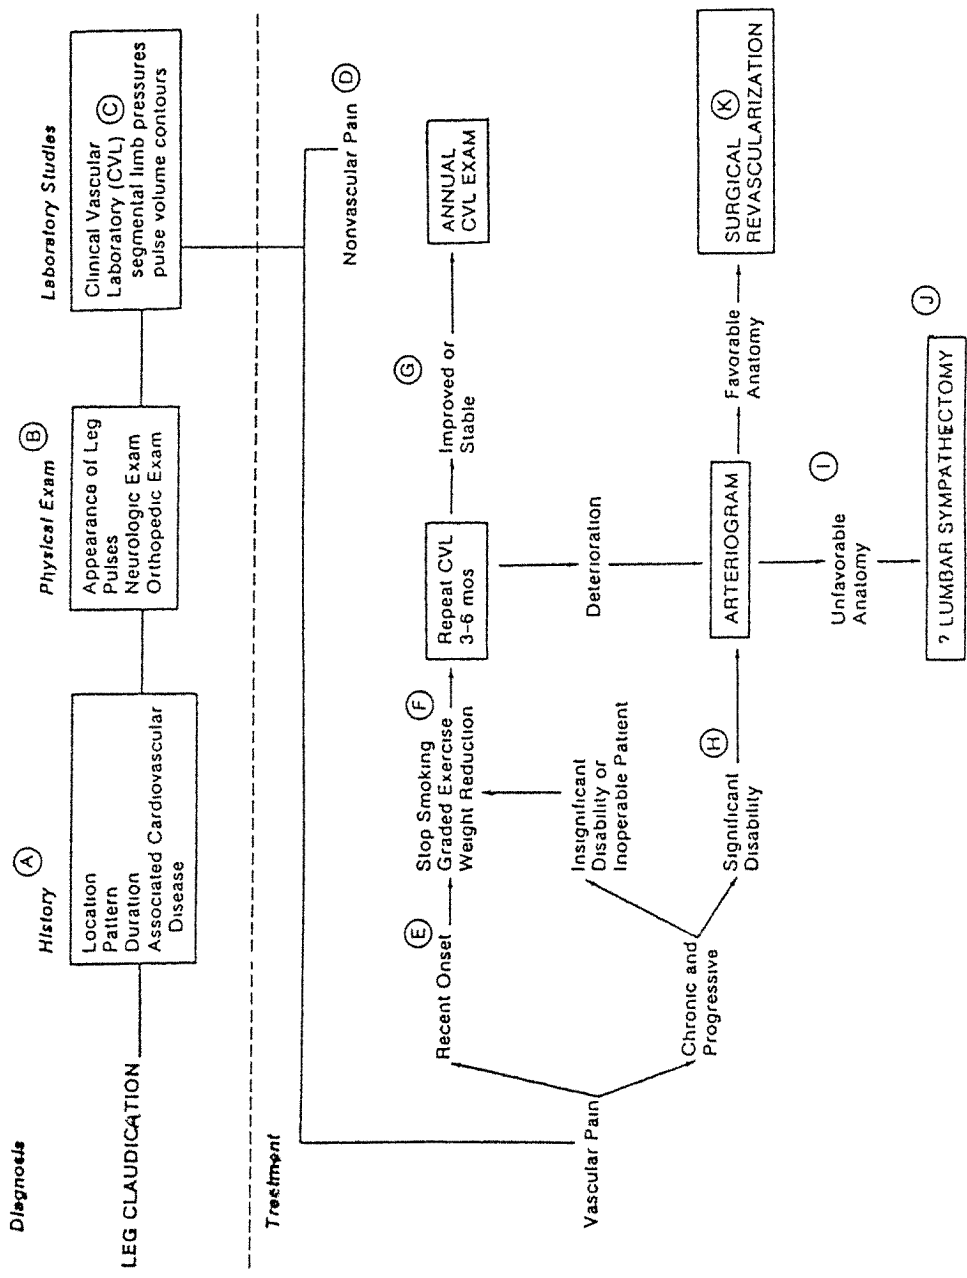 Diagnosis
History
A
Physical Exam
B
Laboratory Studies
LEG CLAUDICATION
Location
Pattern
Duration
Associated Cardiovascular
Disease
Appearance of Leg
Pulses
Neurologic Exam
Orthopedic Exam
Clinical Vascular
Laboratory (CVL)
C
segmental limb pressures
pulse volume contours
Treatment
Nonvascular Pain
D
Vascular Pain
Recent Onset
E
Stop Smoking
Graded Exercise
Weight Reduction
F
Repeat CVL
3-6 mos
Improved or
Stable
G
ANNUAL
CVL EXAM
Insignificant
Disability or
Inoperable Patient
Deterioration
Chronic and
Progressive
Significant
Disability
H
ARTERIOGRAM
Favorable
Anatomy
SURGICAL
REVASCULARIZATION
K
Unfavorable
Anatomy
I
? LUMBAR SYMPATHECTOMY
J